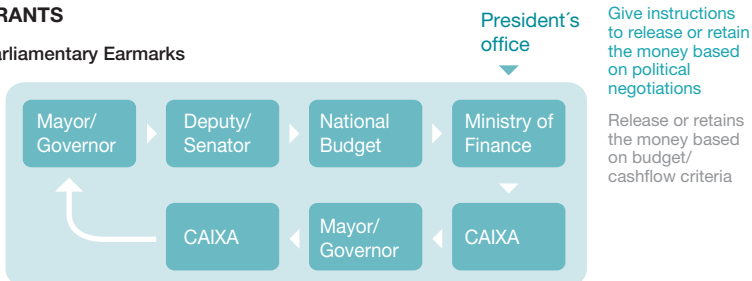 RANTS
arliamentary Earmarks
President´s
office
Give instructions
to release or retain
the money based
on political
negotiations
Release or retains
the money based
on budget/
cashflow criteria
Mayor/
Governor
Deputy/
Senator
National
Budget
Ministry of
Finance
CAIXA
Mayor/
Governor
CAIXA